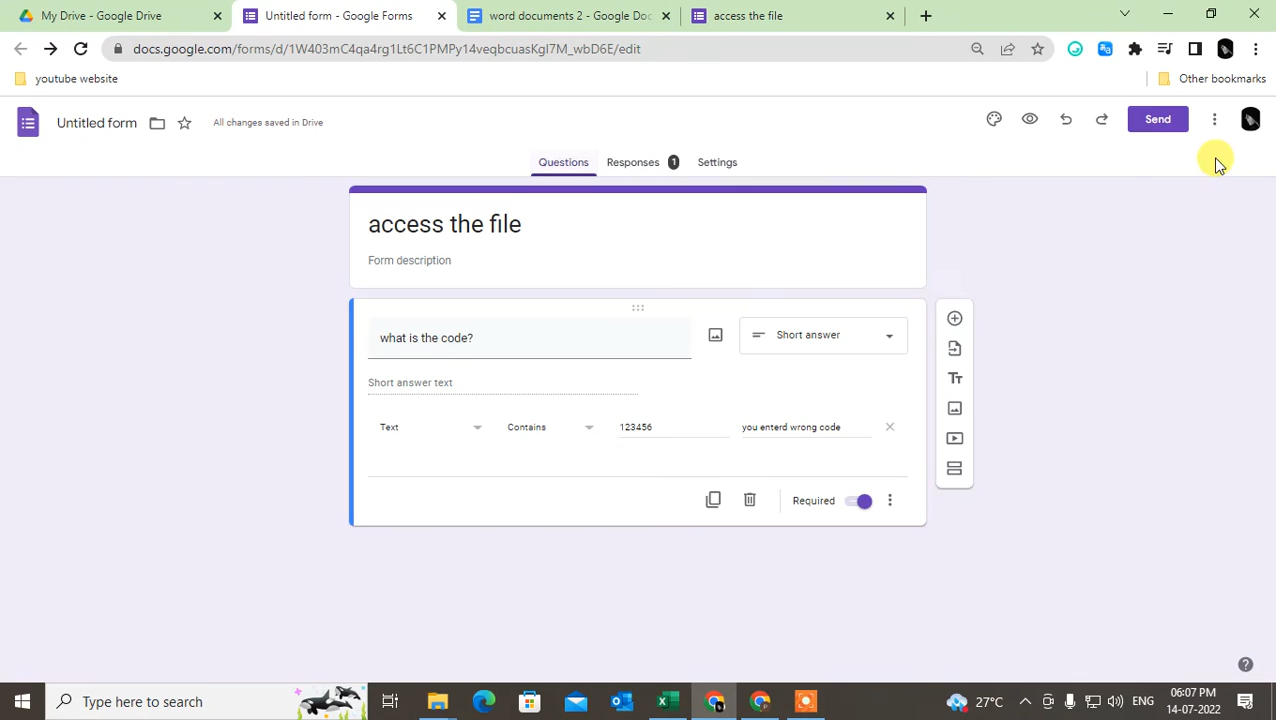 My Drive - Google Drive
Untitled form - Google Forms
word documents 2 - Google Doc
access the file
docs.google.com/forms/d/1W403mC4qa4rg1Lt6C1PMPy14veqbcuasKgI7M_wbD6E/edit
youtube website
Other bookmarks
Untitled form
All changes saved in Drive
Send
Questions
Responses 1
Settings
access the file
Form description
what is the code?
Short answer
Short answer text
Text
Contains
123456
you enterd wrong code
Required
Type here to search
27°C
ENG
06:07 PM
14-07-2022